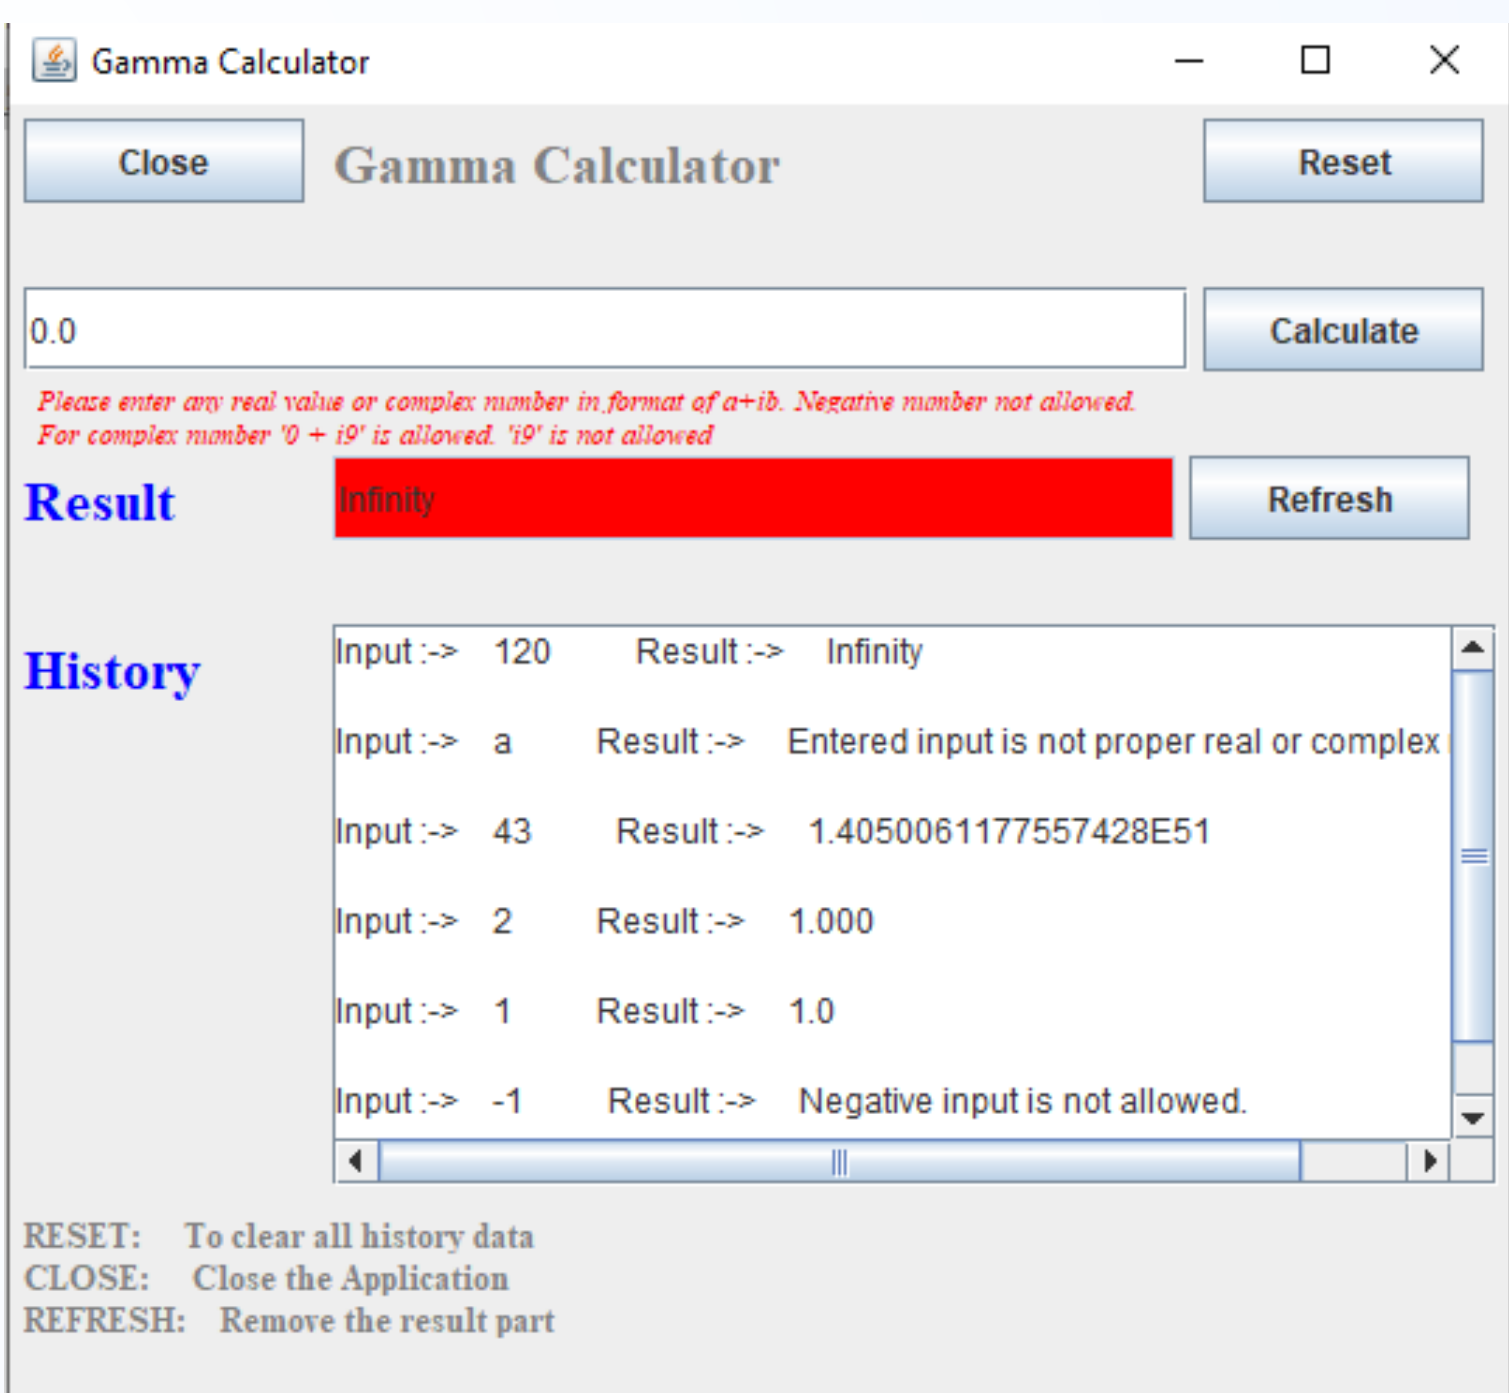 Gamma Calculator
Close Gamma Calculator Reset
0.0 Calculate
Please enter any real value or complex number in format of a+ib. Negative number not allowed.
For complex number '0 + i9' is allowed. 'i9' is not allowed
Result Infinity Refresh
History
Input :-> 120 Result :-> Infinity
Input :-> a Result :-> Entered input is not proper real or complex
Input :-> 43 Result :-> 1.4050061177557428E51
Input :-> 2 Result :-> 1.000
Input :-> 1 Result :-> 1.0
Input :-> -1 Result :-> Negative input is not allowed.
RESET: To clear all history data
CLOSE: Close the Application
REFRESH: Remove the result part